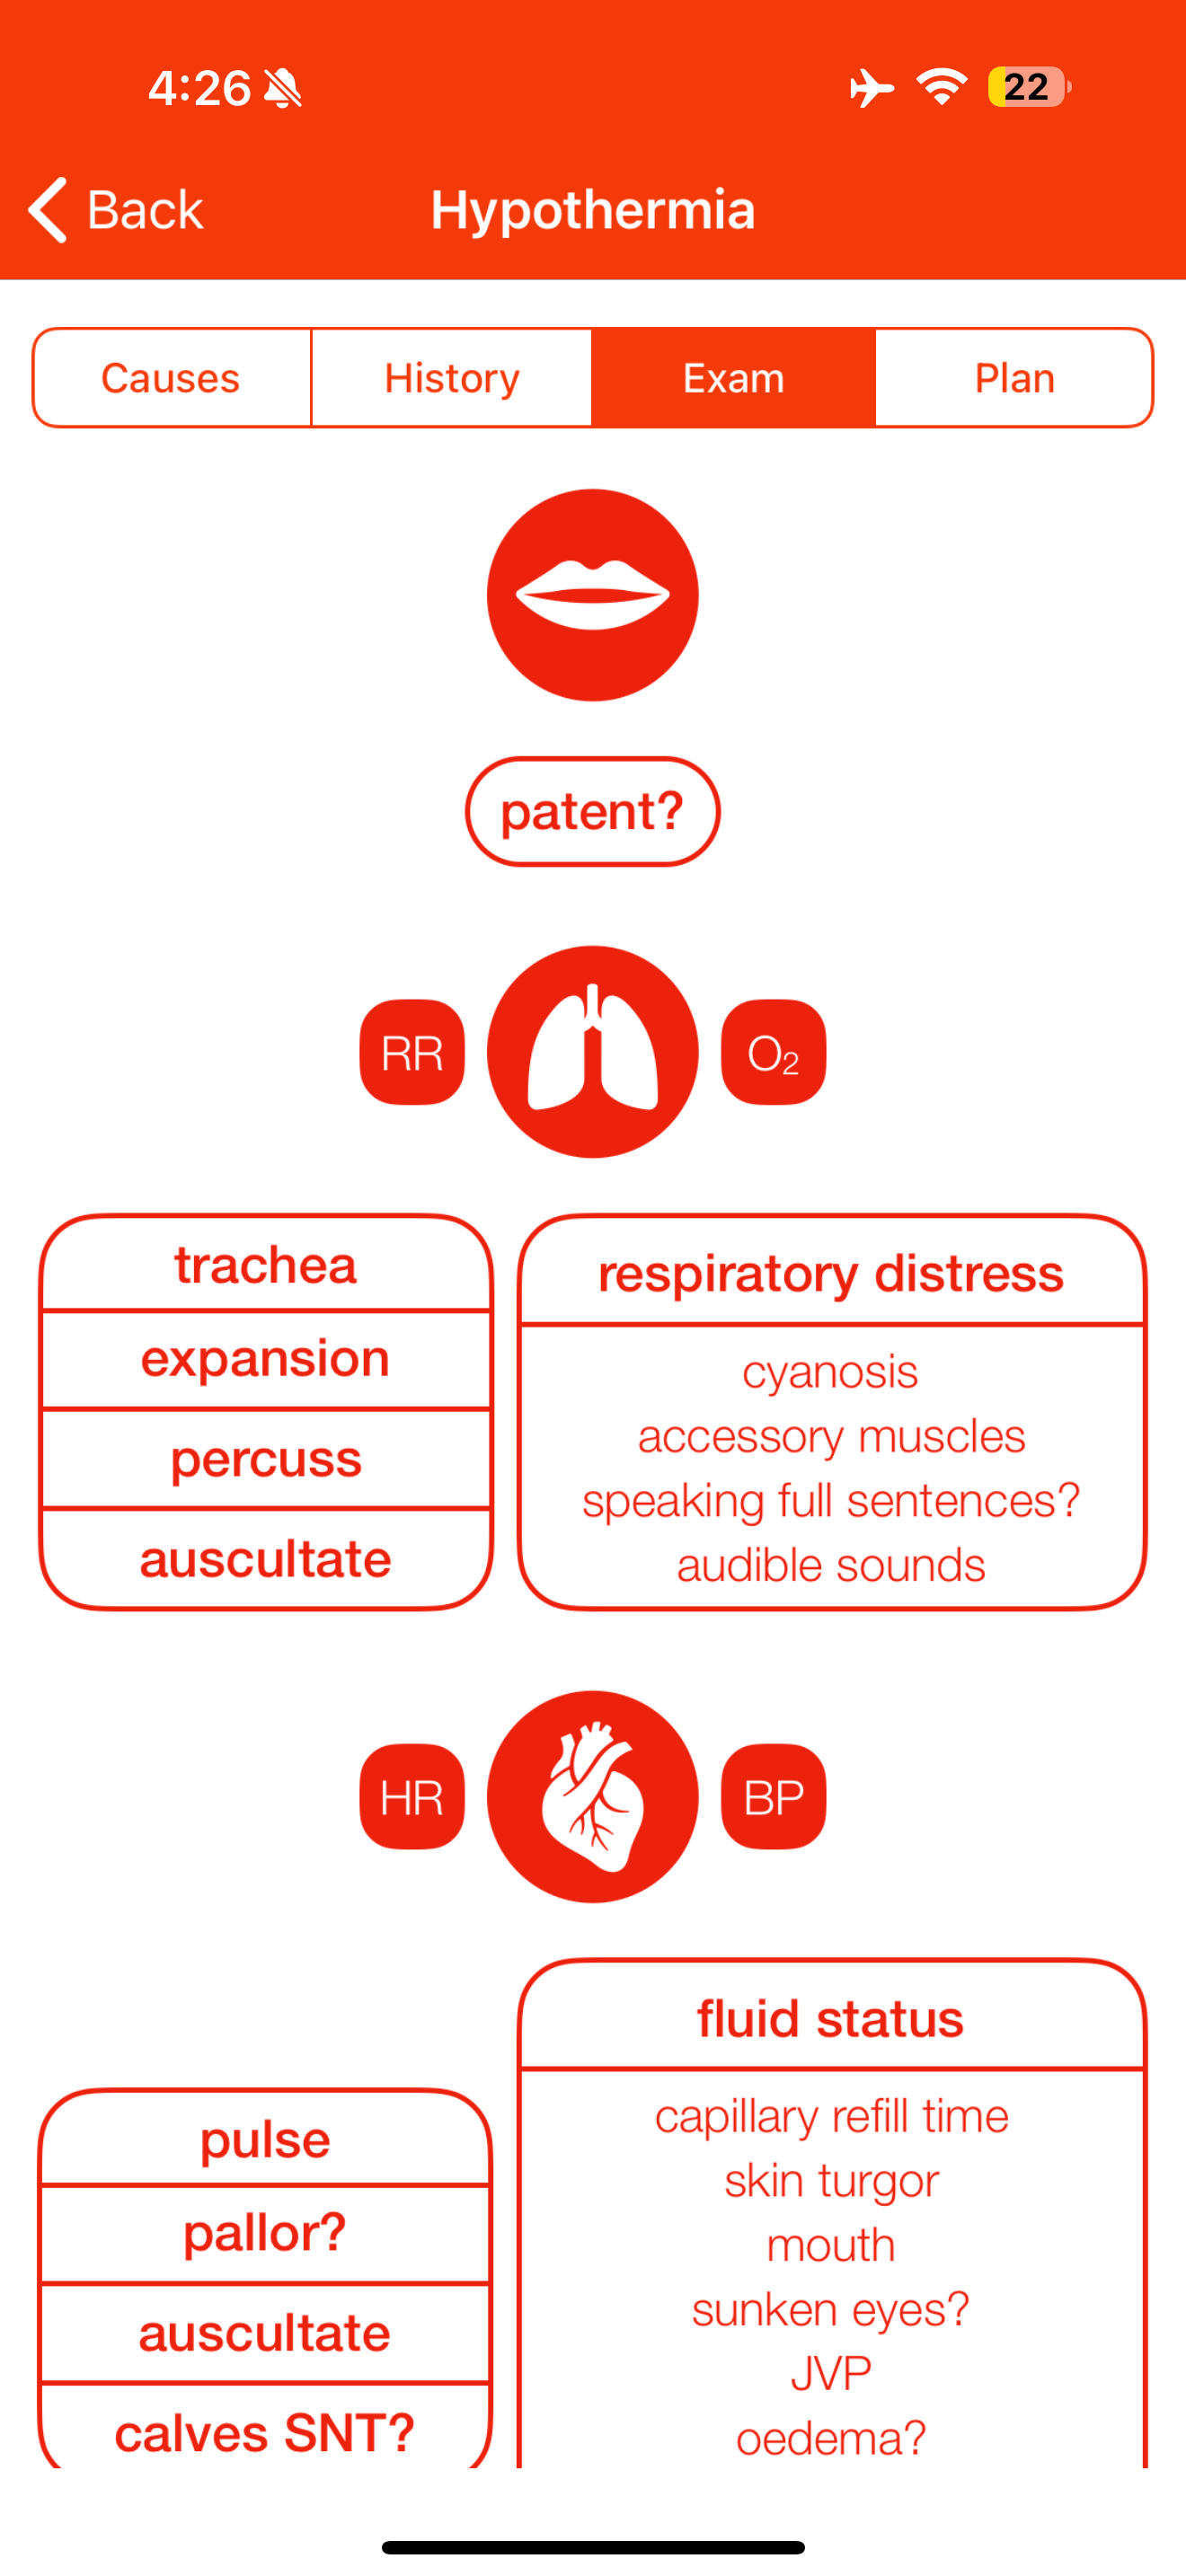 4:26
22
Back
Hypothermia
Causes
History
Exam
Plan
patent?
RR
O₂
trachea
expansion
percuss
auscultate
respiratory distress
cyanosis
accessory muscles
speaking full sentences?
audible sounds
HR
BP
pulse
pallor?
auscultate
calves SNT?
fluid status
capillary refill time
skin turgor
mouth
sunken eyes?
JVP
oedema?